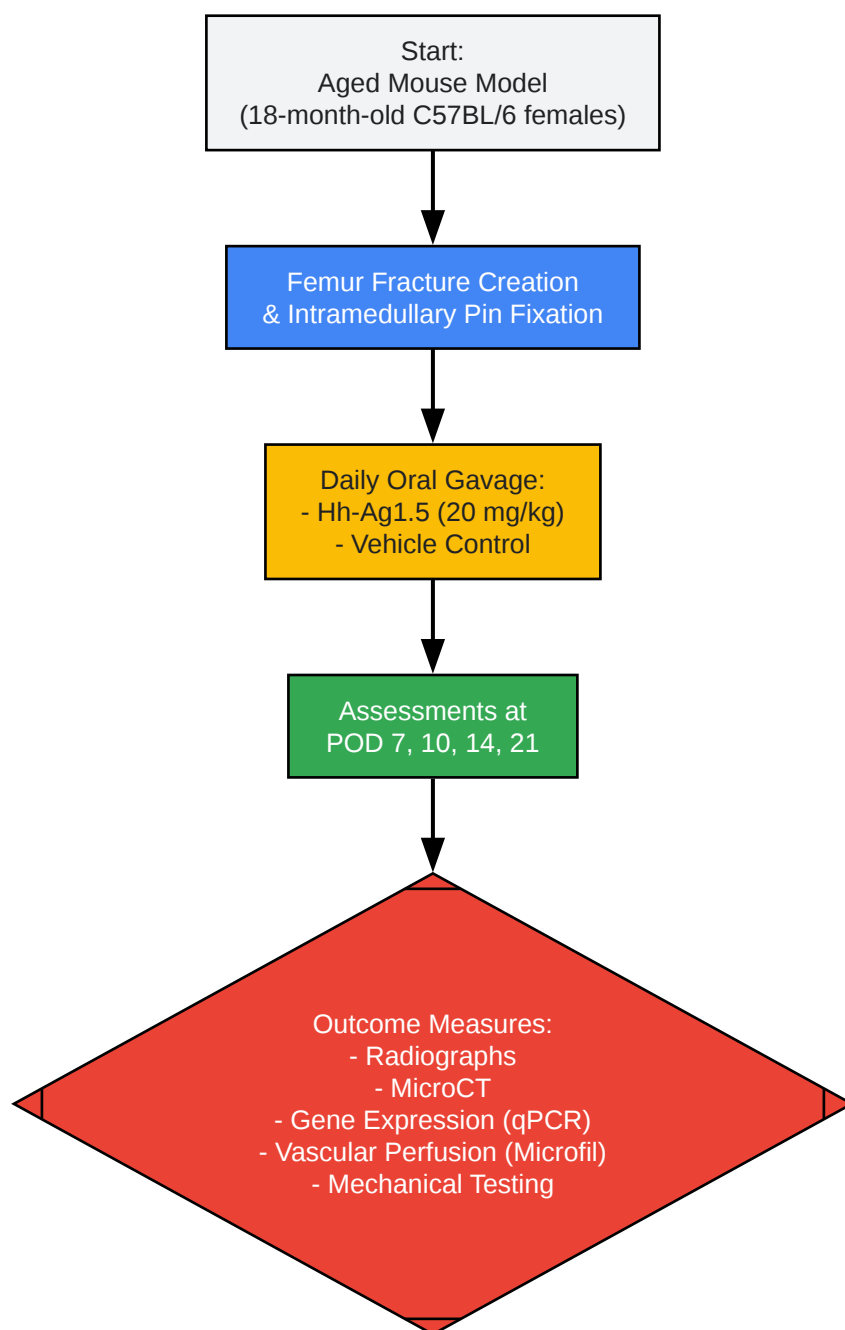 Start:
Aged Mouse Model
(18-month-old C57BL/6 females)
Femur Fracture Creation
& Intramedullary Pin Fixation
Daily Oral Gavage:
- Hh-Ag1.5 (20 mg/kg)
- Vehicle Control
Assessments at
POD 7, 10, 14, 21
Outcome Measures:
- Radiographs
- MicroCT
- Gene Expression (qPCR)
- Vascular Perfusion (Microfil)
- Mechanical Testing